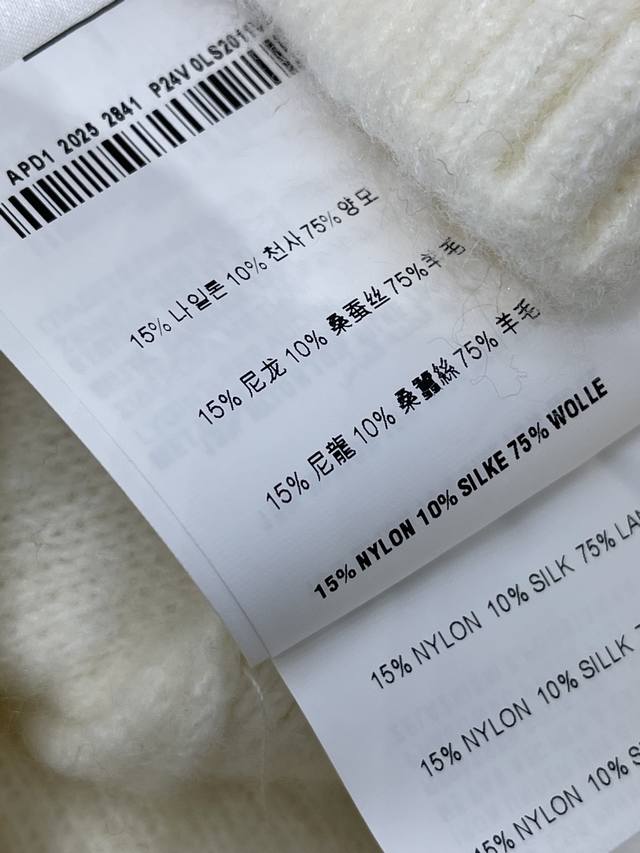 APD1 2025 2841 P24V 0LS2011
15% 나일론 10% 천사 75% 양모
15% 尼龙 10% 桑蚕丝 75% 羊毛
15% 尼龍 10% 桑蠶絲 75% 羊毛
15% NYLON 10% SILKE 75% WOLLE
15% NYLON 10% SILK 75%
15% NYLON 10% SILLK
15% NYLON 10%